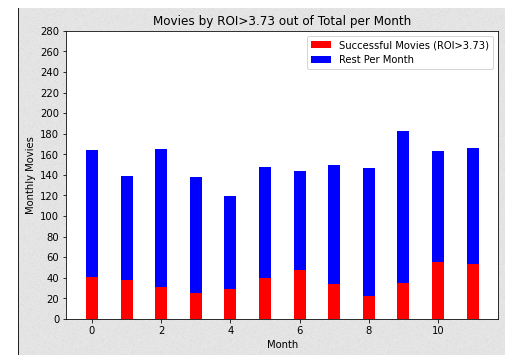 Movies by ROI>3.73 out of Total per Month
280
260
240
220
200
180
160
140
120
100
80
60
40
20
0
Monthly Movies
Successful Movies (ROI>3.73)
Rest Per Month
0 2 4 6 8 10
Month